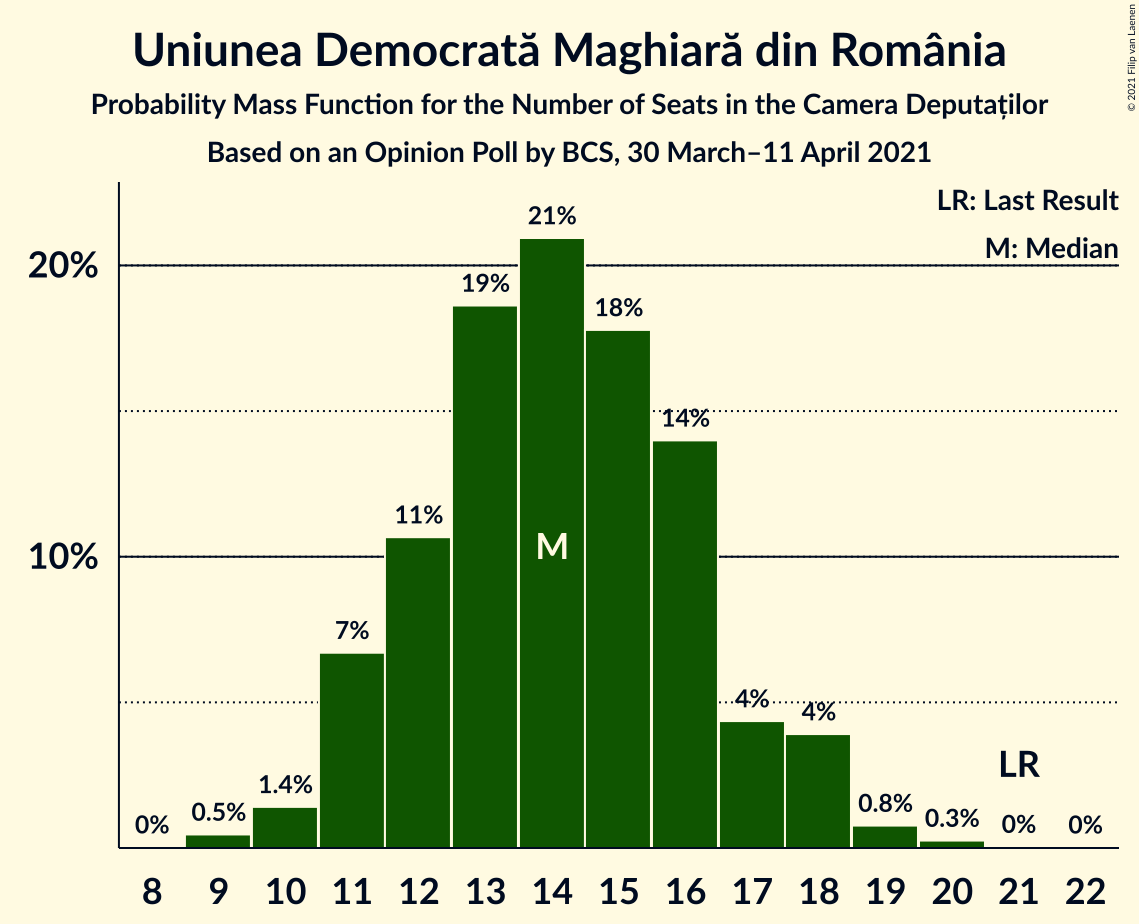 Uniunea Democrată Maghiară din România
Probability Mass Function for the Number of Seats in the Camera Deputaților
Based on an Opinion Poll by BCS, 30 March–11 April 2021
© 2021 Filip van Laenen
LR: Last Result
M: Median
20%
10%
0%
0.5%
1.4%
7%
11%
19%
21%
18%
14%
4%
4%
0.8%
0.3%
0%
0%
M
LR
8 9 10 11 12 13 14 15 16 17 18 19 20 21 22